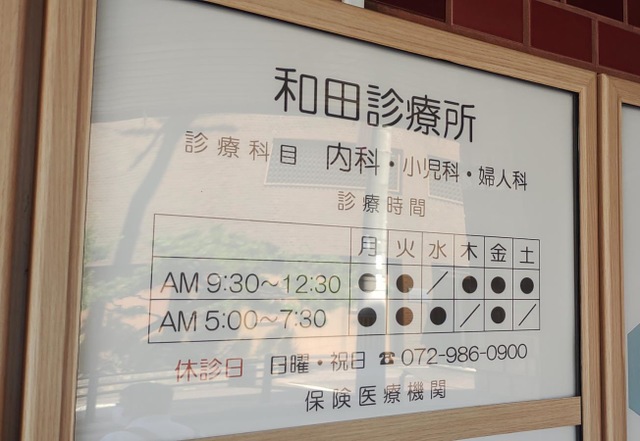 和田診療所
診療科目 内科・小児科・婦人科
診療時間
月 火 水 木 金 土
AM 9:30〜12:30 ● ● ／ ● ● ●
AM 5:00〜7:30 ● ● ● ／ ● ／
休診日 日曜・祝日 ☎072-986-0900
保険医療機関